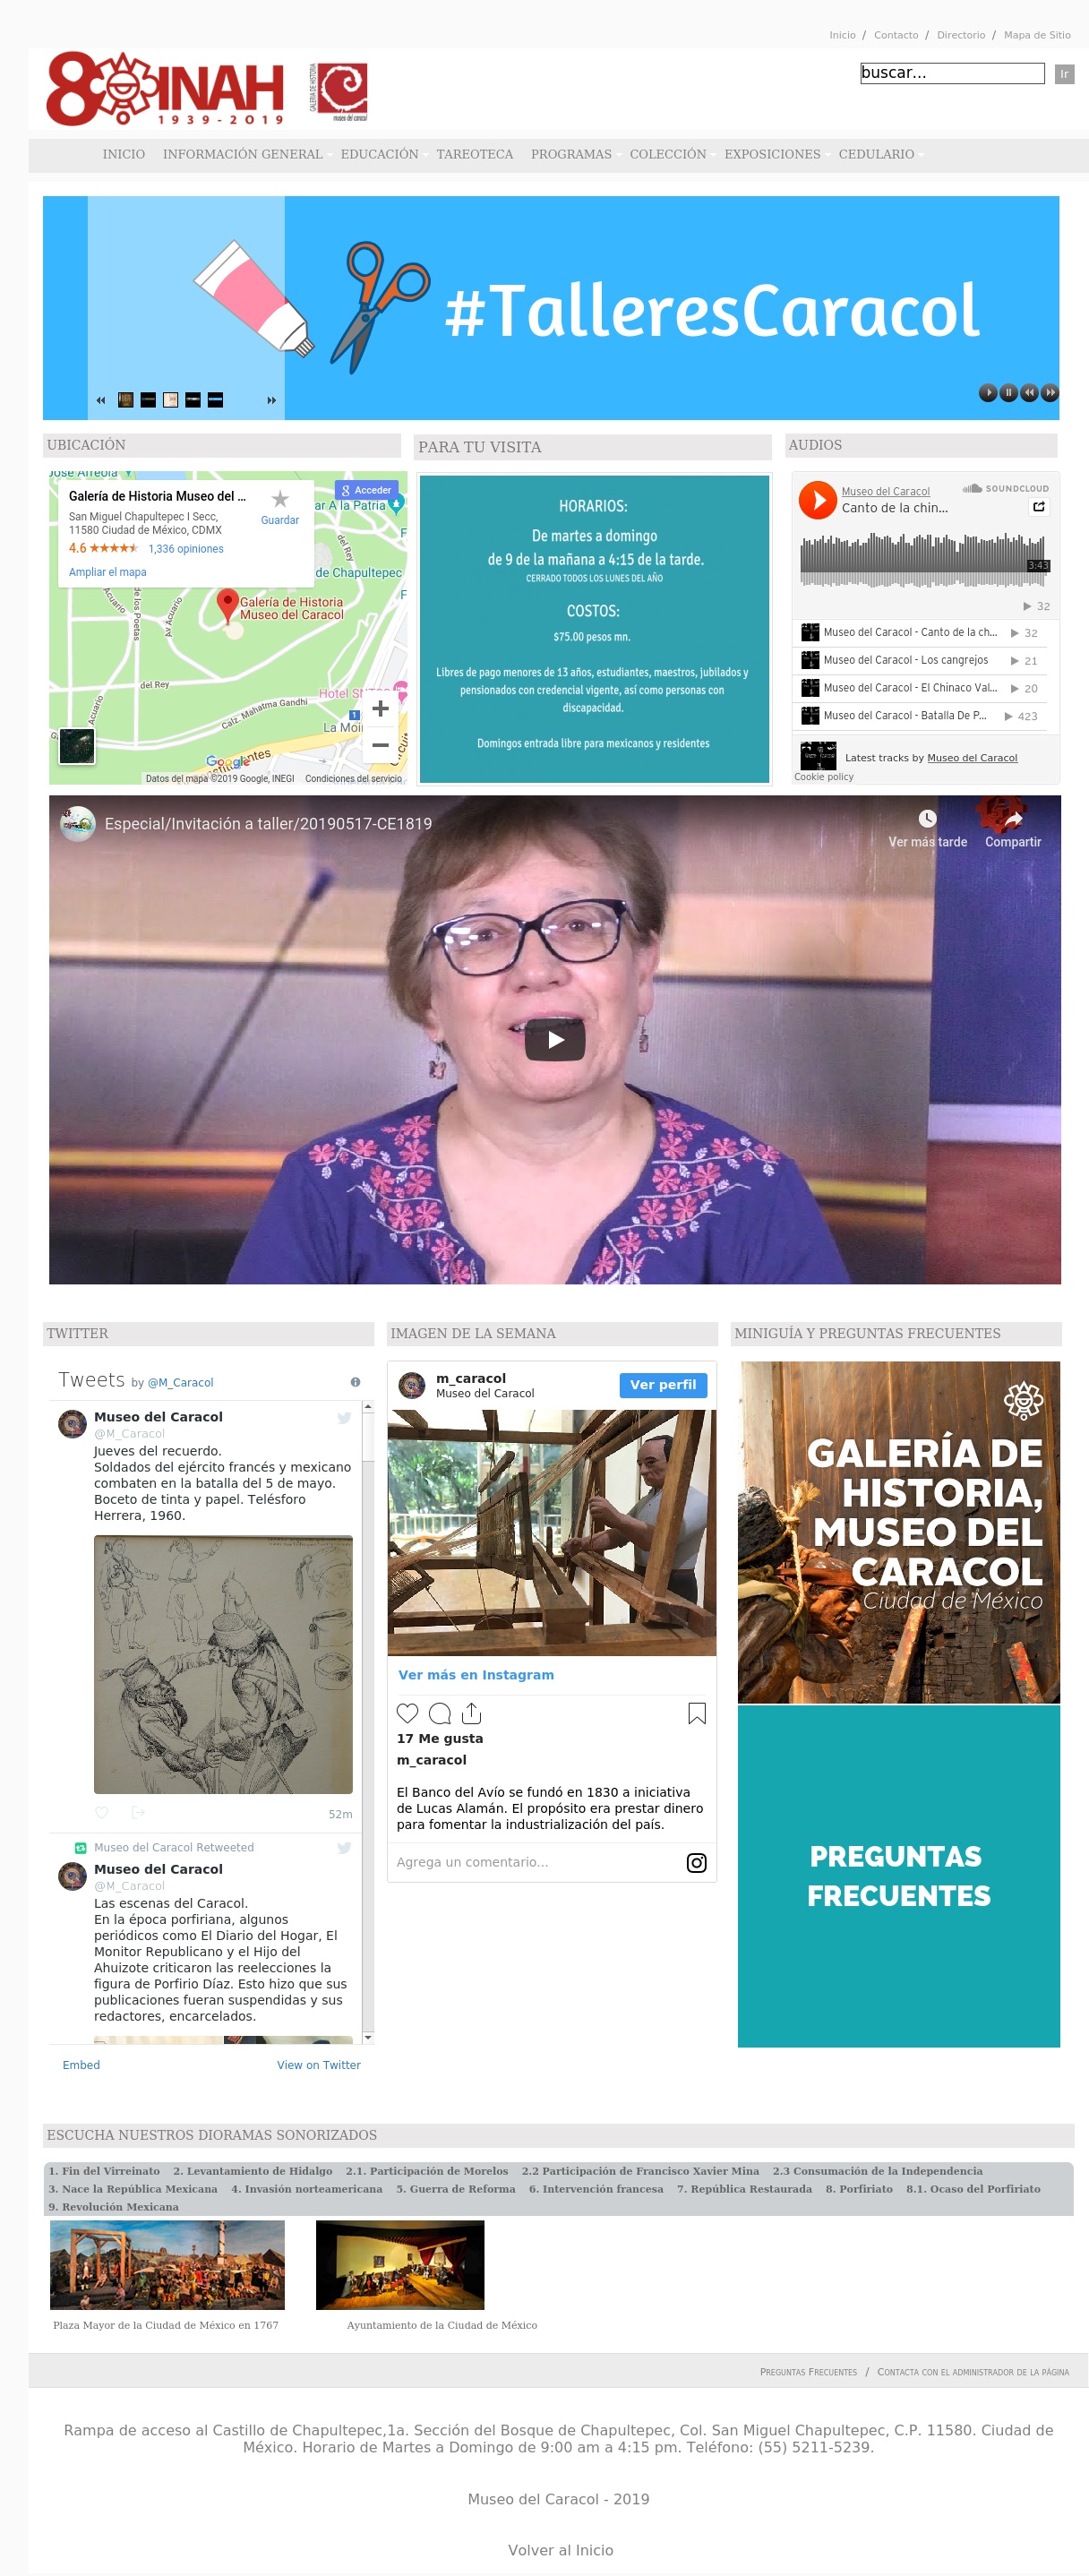 Inicio / Contacto / Directorio / Mapa de Sitio
80 INAH
1939-2019
GALERÍA DE HISTORIA
museo del caracol
buscar...
Ir
INICIO INFORMACIÓN GENERAL EDUCACIÓN TAREOTECA PROGRAMAS COLECCIÓN EXPOSICIONES CEDULARIO
#TalleresCaracol
UBICACIÓN
José Arreola
Galería de Historia Museo del ...
San Miguel Chapultepec I Secc,
11580 Ciudad de México, CDMX
4.6 1,336 opiniones
Ampliar el mapa
Guardar
Acceder
ar A la Patria
del Rey
de Chapultepec
de los Poetas
Av Acuario
Galería de Historia
Museo del Caracol
del Rey
Acuario
Calz. Mahatma Gandhi
Hotel SN
La Moi
Google
Datos del mapa ©2019 Google, INEGI Condiciones del servicio
PARA TU VISITA
HORARIOS:
De martes a domingo
de 9 de la mañana a 4:15 de la tarde.
CERRADO TODOS LOS LUNES DEL AÑO
COSTOS:
$75.00 pesos mn.
Libres de pago menores de 13 años, estudiantes, maestros, jubilados y
pensionados con credencial vigente, así como personas con
discapacidad.
Domingos entrada libre para mexicanos y residentes
AUDIOS
Museo del Caracol
Canto de la chin...
SOUNDCLOUD
3:43
32
Museo del Caracol - Canto de la ch... 32
Museo del Caracol - Los cangrejos 21
Museo del Caracol - El Chinaco Val... 20
Museo del Caracol - Batalla De P... 423
Latest tracks by Museo del Caracol
Cookie policy
Especial/Invitación a taller/20190517-CE1819
Ver más tarde
Compartir
TWITTER
Tweets by @M_Caracol
Museo del Caracol
@M_Caracol
Jueves del recuerdo.
Soldados del ejército francés y mexicano
combaten en la batalla del 5 de mayo.
Boceto de tinta y papel. Telésforo
Herrera, 1960.
52m
Museo del Caracol Retweeted
Museo del Caracol
@M_Caracol
Las escenas del Caracol.
En la época porfiriana, algunos
periódicos como El Diario del Hogar, El
Monitor Republicano y el Hijo del
Ahuizote criticaron las reelecciones la
figura de Porfirio Díaz. Esto hizo que sus
publicaciones fueran suspendidas y sus
redactores, encarcelados.
Embed
View on Twitter
IMAGEN DE LA SEMANA
m_caracol
Museo del Caracol
Ver perfil
Ver más en Instagram
17 Me gusta
m_caracol
El Banco del Avío se fundó en 1830 a iniciativa
de Lucas Alamán. El propósito era prestar dinero
para fomentar la industrialización del país.
Agrega un comentario...
MINIGUÍA Y PREGUNTAS FRECUENTES
GALERÍA DE
HISTORIA,
MUSEO DEL
CARACOL
Ciudad de México
PREGUNTAS
FRECUENTES
ESCUCHA NUESTROS DIORAMAS SONORIZADOS
1. Fin del Virreinato 2. Levantamiento de Hidalgo 2.1. Participación de Morelos 2.2 Participación de Francisco Xavier Mina 2.3 Consumación de la Independencia
3. Nace la República Mexicana 4. Invasión norteamericana 5. Guerra de Reforma 6. Intervención francesa 7. República Restaurada 8. Porfiriato 8.1. Ocaso del Porfiriato
9. Revolución Mexicana
Plaza Mayor de la Ciudad de México en 1767
Ayuntamiento de la Ciudad de México
Preguntas Frecuentes / Contacta con el administrador de la página
Rampa de acceso al Castillo de Chapultepec,1a. Sección del Bosque de Chapultepec, Col. San Miguel Chapultepec, C.P. 11580. Ciudad de
México. Horario de Martes a Domingo de 9:00 am a 4:15 pm. Teléfono: (55) 5211-5239.
Museo del Caracol - 2019
Volver al Inicio